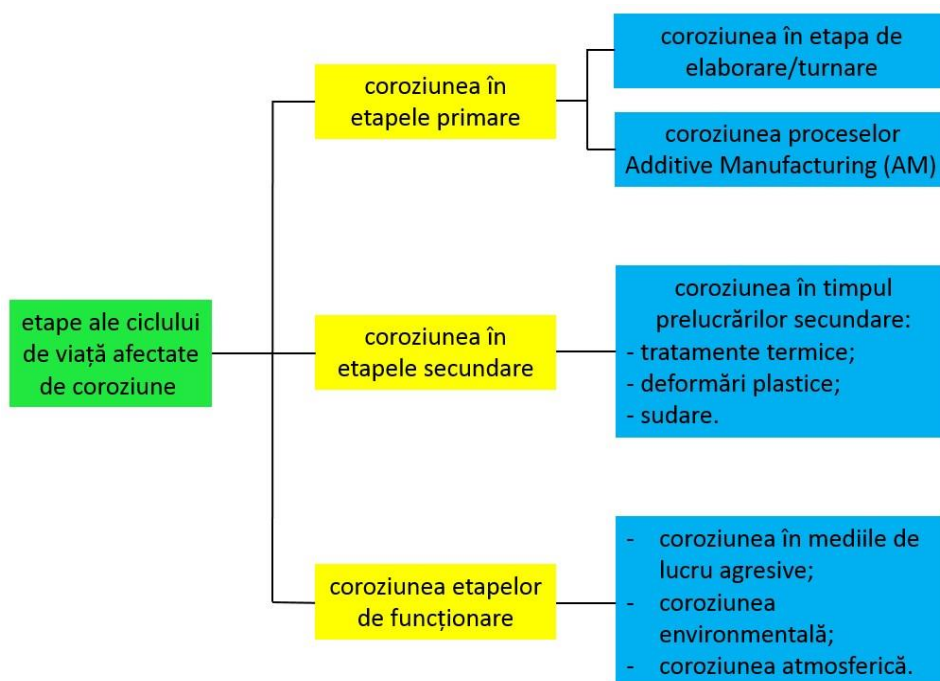 coroziunea în
etapele primare
coroziunea în etapa de
elaborare/turnare
coroziunea proceselor
Additive Manufacturing (AM)
etape ale ciclului
de viață afectate
de coroziune
coroziunea în
etapele secundare
coroziunea în timpul
prelucrărilor secundare:
- tratamente termice;
- deformări plastice;
- sudare.
coroziunea etapelor
de funcționare
- coroziunea în mediile de
lucru agresive;
- coroziunea
environmentală;
- coroziunea atmosferică.